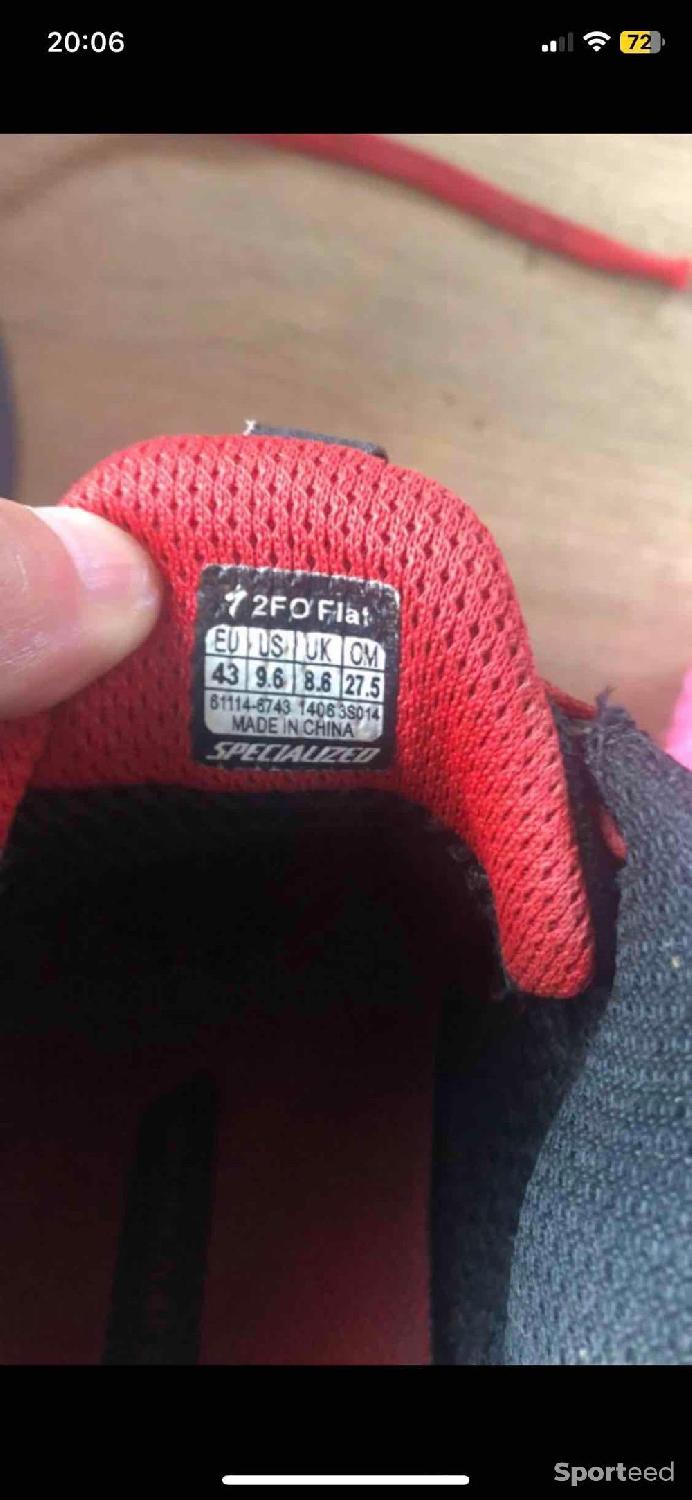 20:06
72
2FO Flat
EU US UK CM
43 9.6 8.6 27.5
61114-6743 1406 3S014
MADE IN CHINA
SPECIALIZED
Sporteed